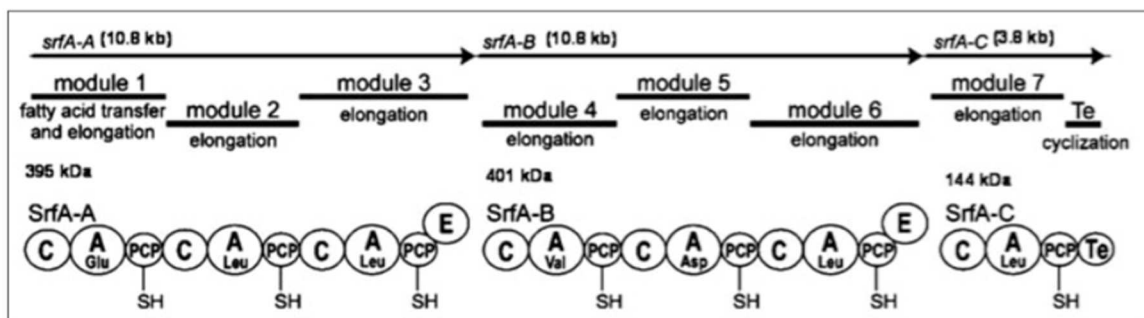 srfA-A (10.8 kb) srfA-B (10.8 kb) srfA-C (3.8 kb)
module 1 module 3 module 5 module 7
fatty acid transfer module 2 elongation module 4 elongation module 6 elongation Te
and elongation elongation elongation elongation cyclization
395 kDa 401 kDa 144 kDa
SrfA-A SrfA-B SrfA-C
E E
C A PCP C A PCP C A PCP C A PCP C A PCP C A PCP C A PCP Te
Glu Leu Leu Val Asp Leu Leu
SH SH SH SH SH SH SH